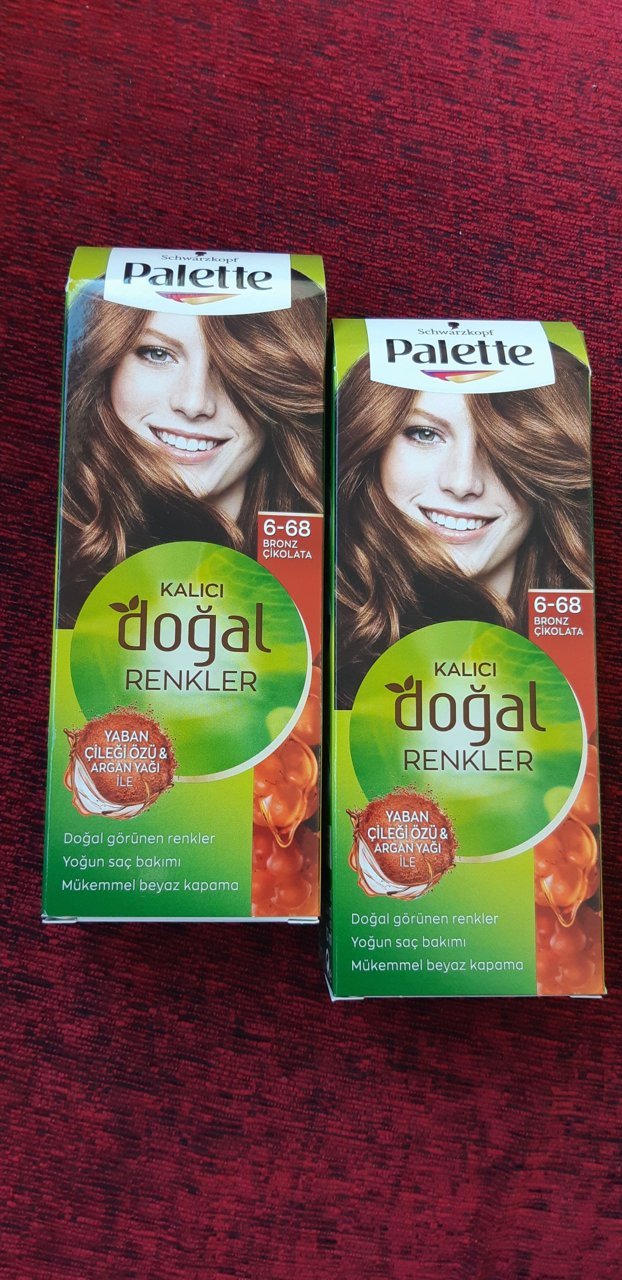 Schwarzkopf
Palette
6-68
BRONZ
ÇİKOLATA
KALICI
doğal
RENKLER
YABAN
ÇİLEĞİ ÖZÜ &
ARGAN YAĞI
İLE
Doğal görünen renkler
Yoğun saç bakımı
Mükemmel beyaz kapama
Schwarzkopf
Palette
6-68
BRONZ
ÇİKOLATA
KALICI
doğal
RENKLER
YABAN
ÇİLEĞİ ÖZÜ &
ARGAN YAĞI
İLE
Doğal görünen renkler
Yoğun saç bakımı
Mükemmel beyaz kapama